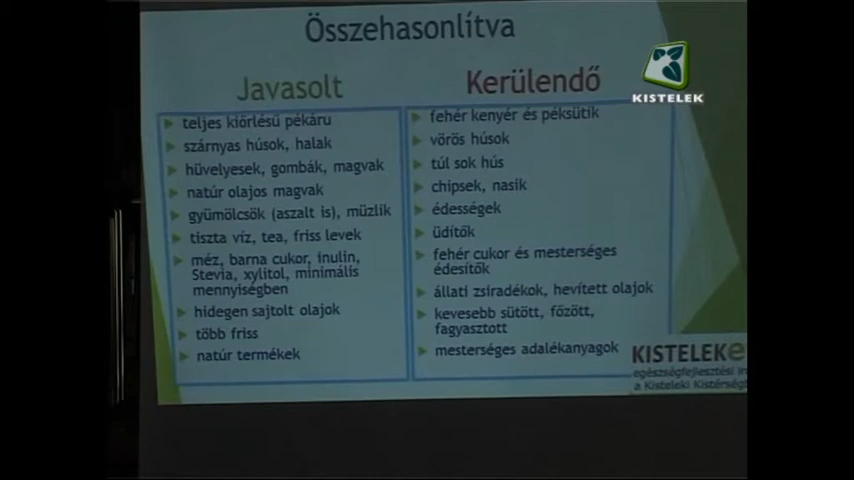 Összehasonlítva
Javasolt
teljes kiőrlésű pékáru
szárnyas húsok, halak
hüvelyesek, gombák, magvak
natúr olajos magvak
gyümölcsök (aszalt is), müzlik
tiszta víz, tea, friss levek
méz, barna cukor, inulin,
Stevia, xylitol, minimális
mennyiségben
hidegen sajtolt olajok
több friss
natúr termékek
Kerülendő
fehér kenyér és péksütik
vörös húsok
túl sok hús
chipsek, nasik
édességek
üdítők
fehér cukor és mesterséges
édesítők
állati zsiradékok, hevített olajok
kevesebb sütött, főzött,
fagyasztott
mesterséges adalékanyagok
KISTELEK
KISTELEKe
egészségfejlesztési
a Kisteleki